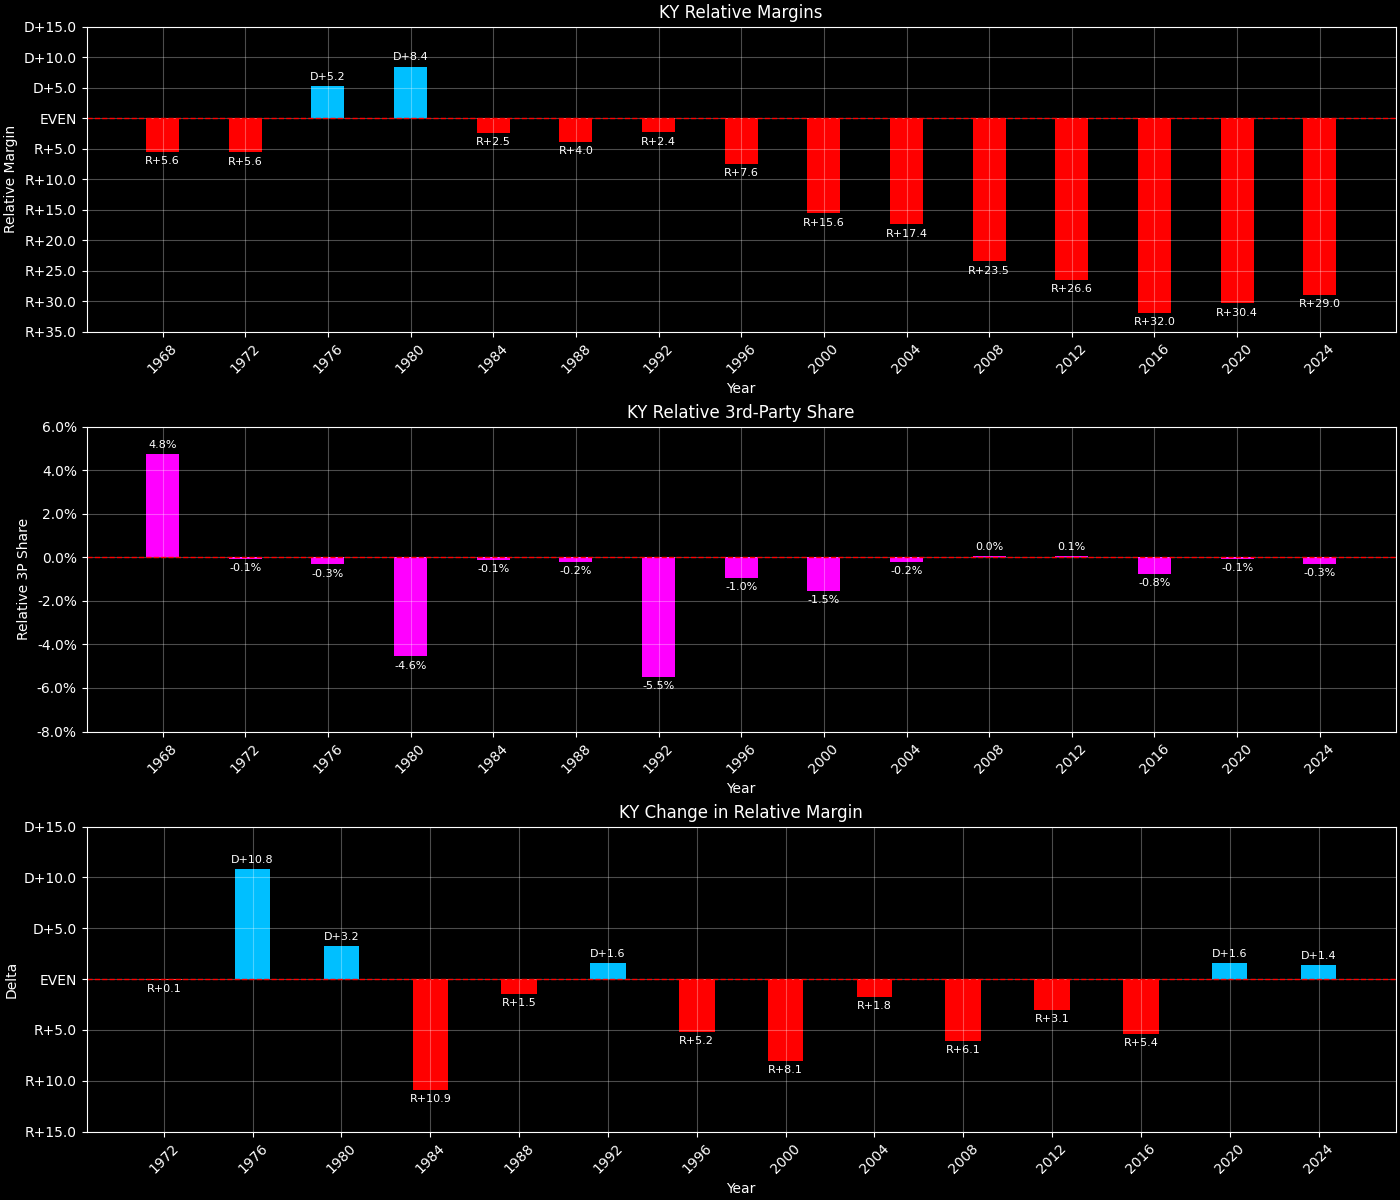 KY Relative Margins
Relative Margin
D+15.0
D+10.0
D+5.0
EVEN
R+5.0
R+10.0
R+15.0
R+20.0
R+25.0
R+30.0
R+35.0
R+5.6
R+5.6
D+5.2
D+8.4
R+2.5
R+4.0
R+2.4
R+7.6
R+15.6
R+17.4
R+23.5
R+26.6
R+32.0
R+30.4
R+29.0
1968
1972
1976
1980
1984
1988
1992
1996
2000
2004
2008
2012
2016
2020
2024
Year
KY Relative 3rd-Party Share
Relative 3P Share
6.0%
4.0%
2.0%
0.0%
-2.0%
-4.0%
-6.0%
-8.0%
4.8%
-0.1%
-0.3%
-4.6%
-0.1%
-0.2%
-5.5%
-1.0%
-1.5%
-0.2%
0.0%
0.1%
-0.8%
-0.1%
-0.3%
1968
1972
1976
1980
1984
1988
1992
1996
2000
2004
2008
2012
2016
2020
2024
Year
KY Change in Relative Margin
Delta
D+15.0
D+10.0
D+5.0
EVEN
R+5.0
R+10.0
R+15.0
R+0.1
D+10.8
D+3.2
R+10.9
R+1.5
D+1.6
R+5.2
R+8.1
R+1.8
R+6.1
R+3.1
R+5.4
D+1.6
D+1.4
1972
1976
1980
1984
1988
1992
1996
2000
2004
2008
2012
2016
2020
2024
Year